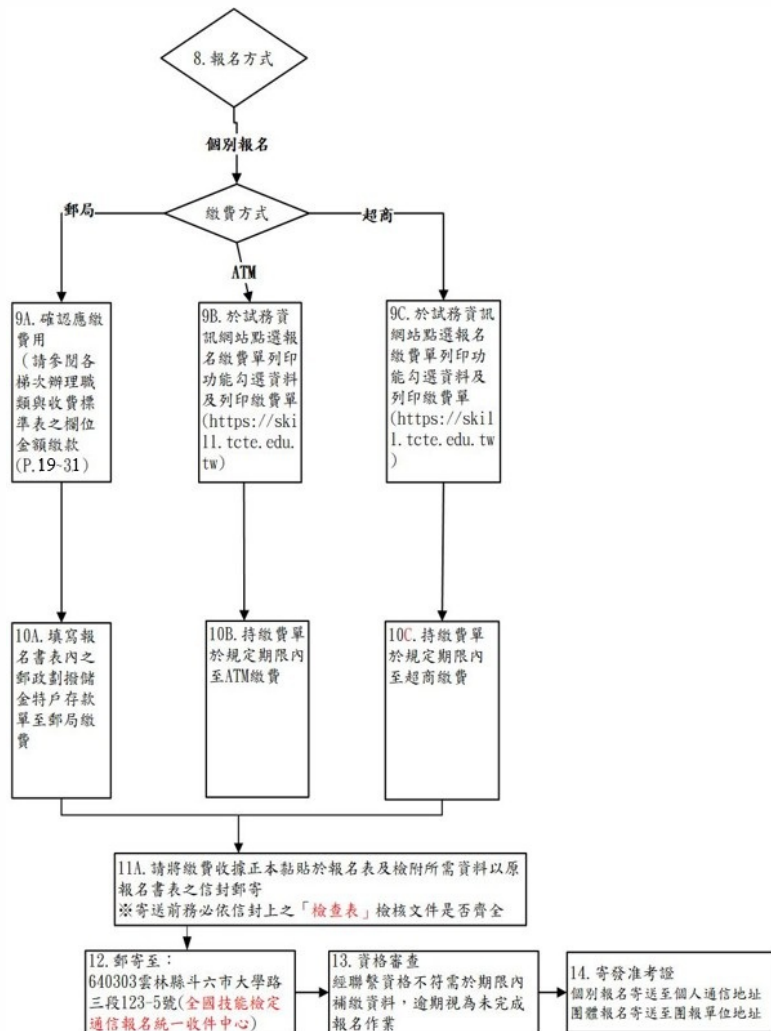 8.報名方式
個別報名
郵局
繳費方式
超商
ATM
9A.確認應繳
費用
（請參閱各
梯次辦理職
類與收費標
準表之欄位
金額繳款
(P.19~31)
9B.於試務資
訊網站點選報
名繳費單列印
功能勾選資料
及列印繳費單
(https://ski
ll.tcte.edu.
tw)
9C.於試務資訊
網站點選報名
繳費單列印功
能勾選資料及
列印繳費單
(https://skil
l.tcte.edu.tw
)
10A.填寫報
名書表內之
郵政劃撥儲
金特戶存款
單至郵局繳
費
10B.持繳費單
於規定期限內
至ATM繳費
10C.持繳費單
於規定期限內
至超商繳費
11A.請將繳費收據正本黏貼於報名表及檢附所需資料以原
報名書表之信封郵寄
※寄送前務必依信封上之「檢查表」檢核文件是否齊全
12.郵寄至：
640303雲林縣斗六市大學路
三段123-5號(全國技能檢定
通信報名統一收件中心)
13.資格審查
經聯繫資格不符需於期限內
補繳資料，逾期視為未完成
報名作業
14.寄發准考證
個別報名寄送至個人通信地址
團體報名寄送至團報單位地址